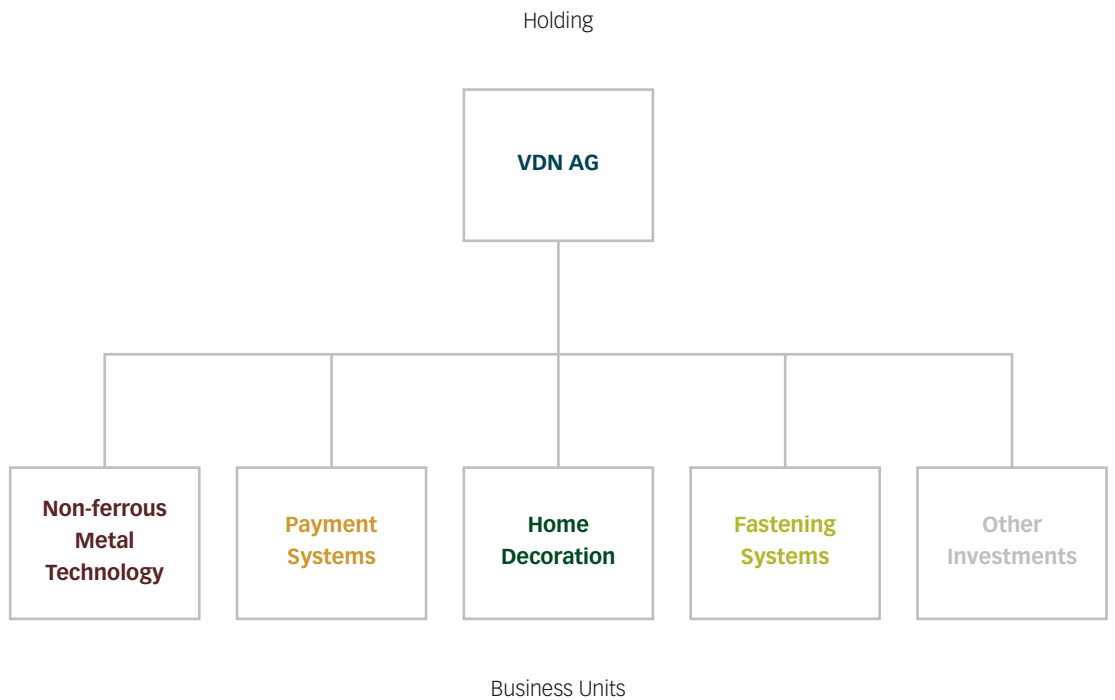 Holding
VDN AG
Non-ferrous
Metal
Technology
Payment
Systems
Home
Decoration
Fastening
Systems
Other
Investments
Business Units